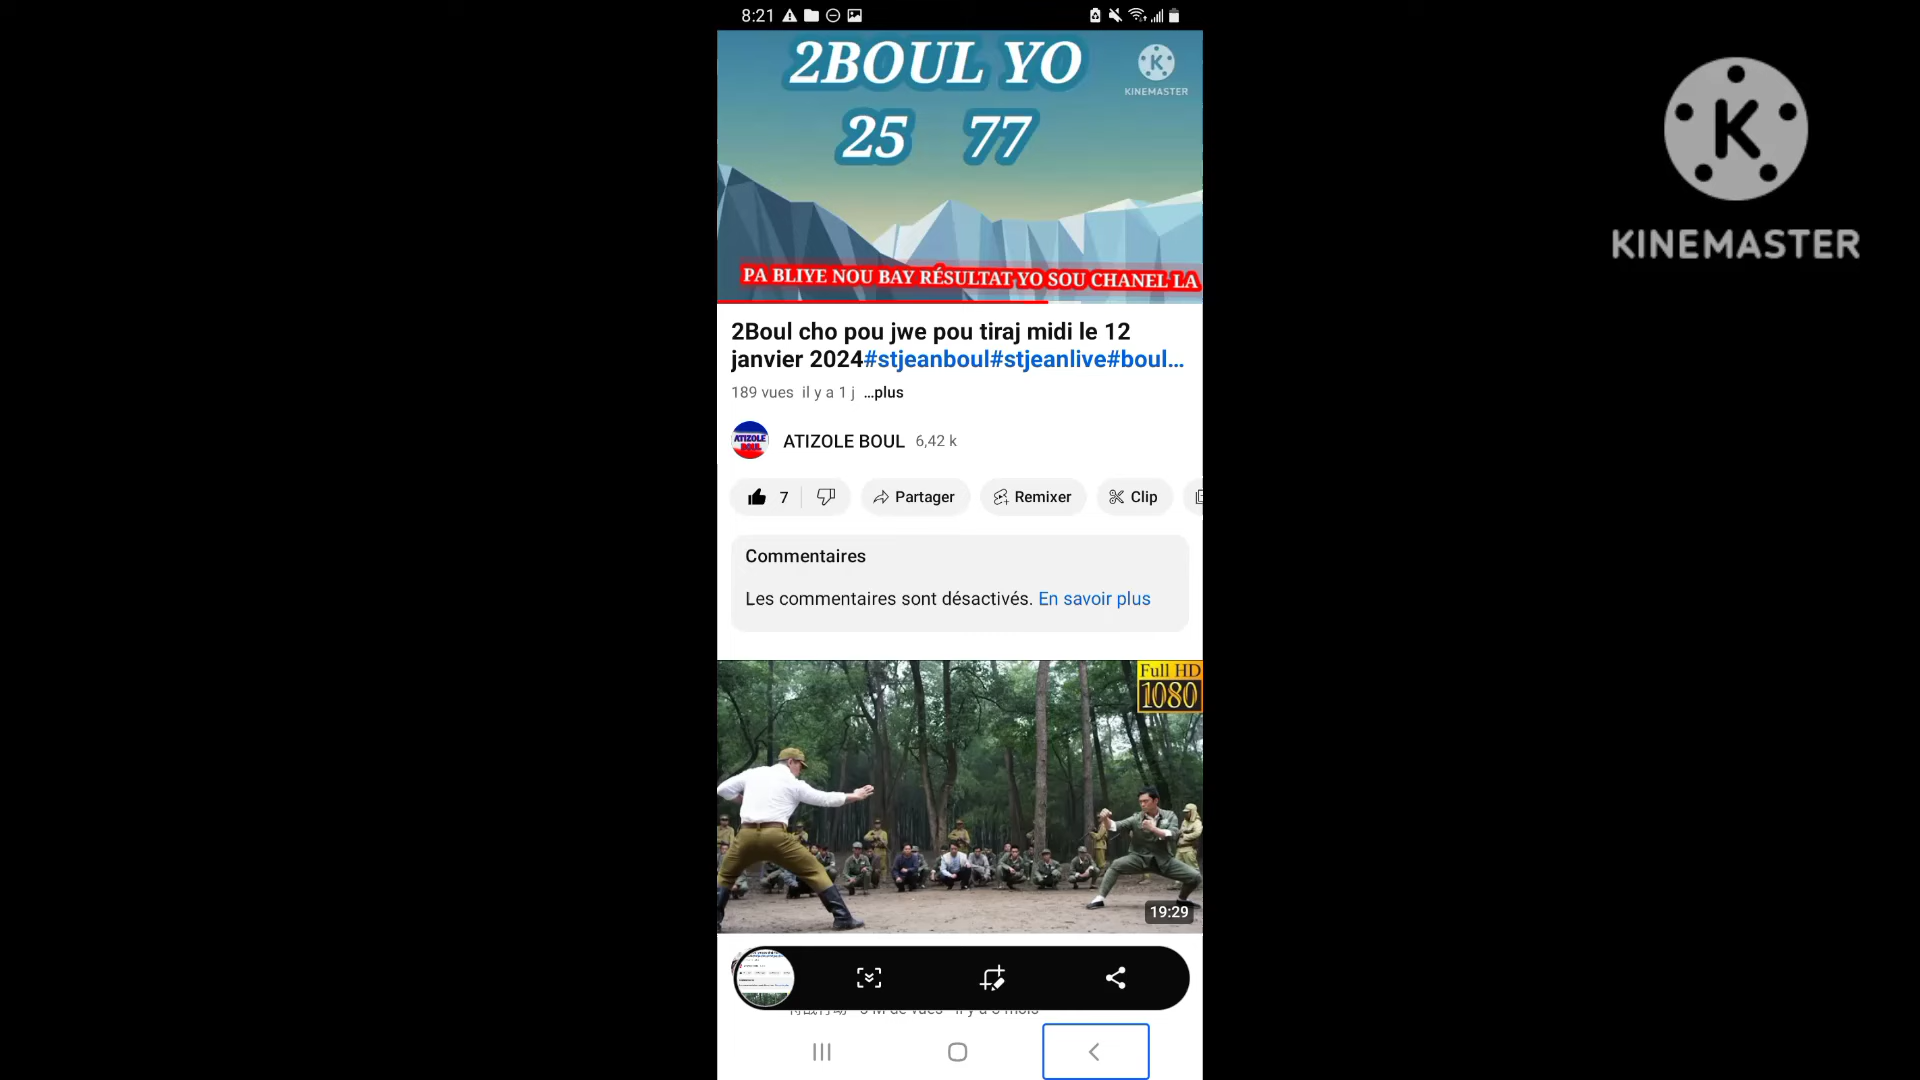 8:21
2BOUL YO
25 77
KINEMASTER
PA BLIYE NOU BAY RÉSULTAT YO SOU CHANEL LA
2Boul cho pou jwe pou tiraj midi le 12
janvier 2024#stjeanboul#stjeanlive#boul...
189 vues il y a 1 j ...plus
ATIZOLE BOUL
ATIZOLE BOUL 6,42 k
7 Partager Remixer Clip
Commentaires
Les commentaires sont désactivés. En savoir plus
Full HD
1080
19:29
KINEMASTER